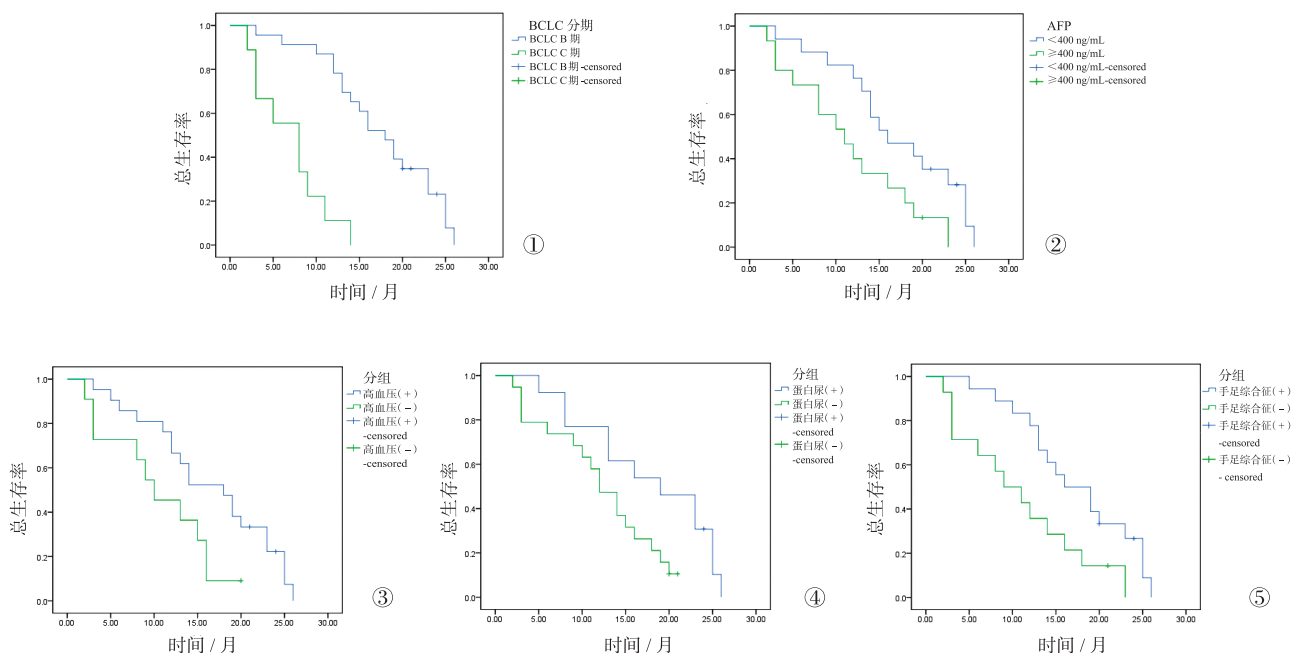 BCLC 分期
BCLC B 期
BCLC C 期
BCLC B 期-censored
BCLC C 期-censored
总生存率
1.0
0.8
0.6
0.4
0.2
0.0
0.00 5.00 10.00 15.00 20.00 25.00 30.00
时间 / 月
①
AFP
<400 ng/mL
≥400 ng/mL
<400 ng/mL-censored
≥400 ng/mL-censored
总生存率
1.0
0.8
0.6
0.4
0.2
0.0
0.00 5.00 10.00 15.00 20.00 25.00 30.00
时间 / 月
②
分组
高血压(+)
高血压(-)
高血压(+)
-censored
高血压(-)
-censored
总生存率
1.0
0.8
0.6
0.4
0.2
0.0
0.00 5.00 10.00 15.00 20.00 25.00 30.00
时间 / 月
③
分组
蛋白尿(+)
蛋白尿(-)
蛋白尿(+)
-censored
蛋白尿(-)
-censored
总生存率
1.0
0.8
0.6
0.4
0.2
0.0
0.00 5.00 10.00 15.00 20.00 25.00 30.00
时间 / 月
④
分组
手足综合征(+)
手足综合征(-)
手足综合征(+)
-censored
手足综合征(-)
- censored
总生存率
1.0
0.8
0.6
0.4
0.2
0.0
0.00 5.00 10.00 15.00 20.00 25.00 30.00
时间 / 月
⑤